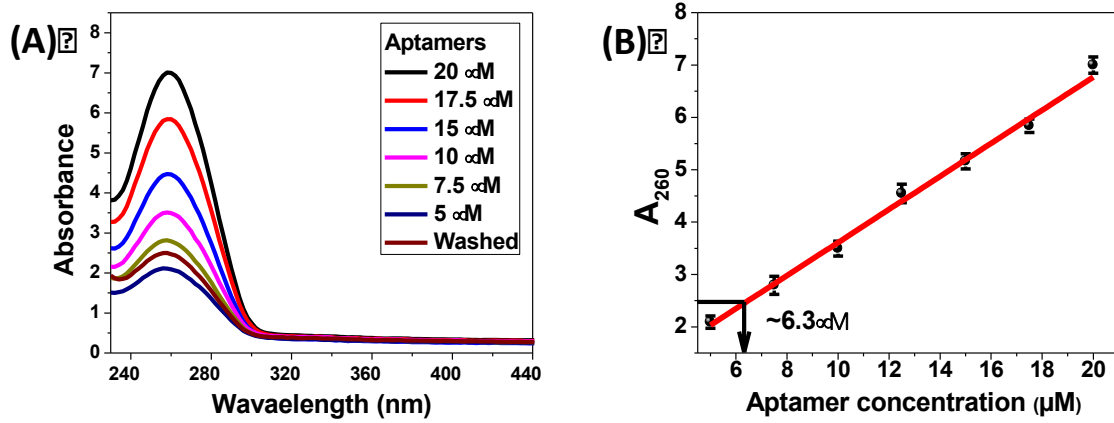 (A)⍰
Absorbance
8
7
6
5
4
3
2
1
0
240 280 320 360 400 440
Wavaelength (nm)
Aptamers
20 ∝M
17.5 ∝M
15 ∝M
10 ∝M
7.5 ∝M
5 ∝M
Washed
(B)⍰
A260
8
7
6
5
4
3
2
~6.3∝M
6 8 10 12 14 16 18 20
Aptamer concentration (µM)